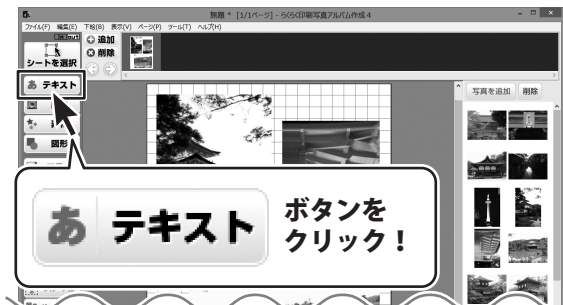 無題 * [1/1ページ] - らくらく印刷写真アルバム作成 4
ファイル(F) 編集(E) 下絵(B) 表示(V) ページ(P) ツール(T) ヘルプ(H)
追加
削除
シートを選択
あ テキスト
写真を追加 削除
図形
あ テキスト
ボタンを
クリック！